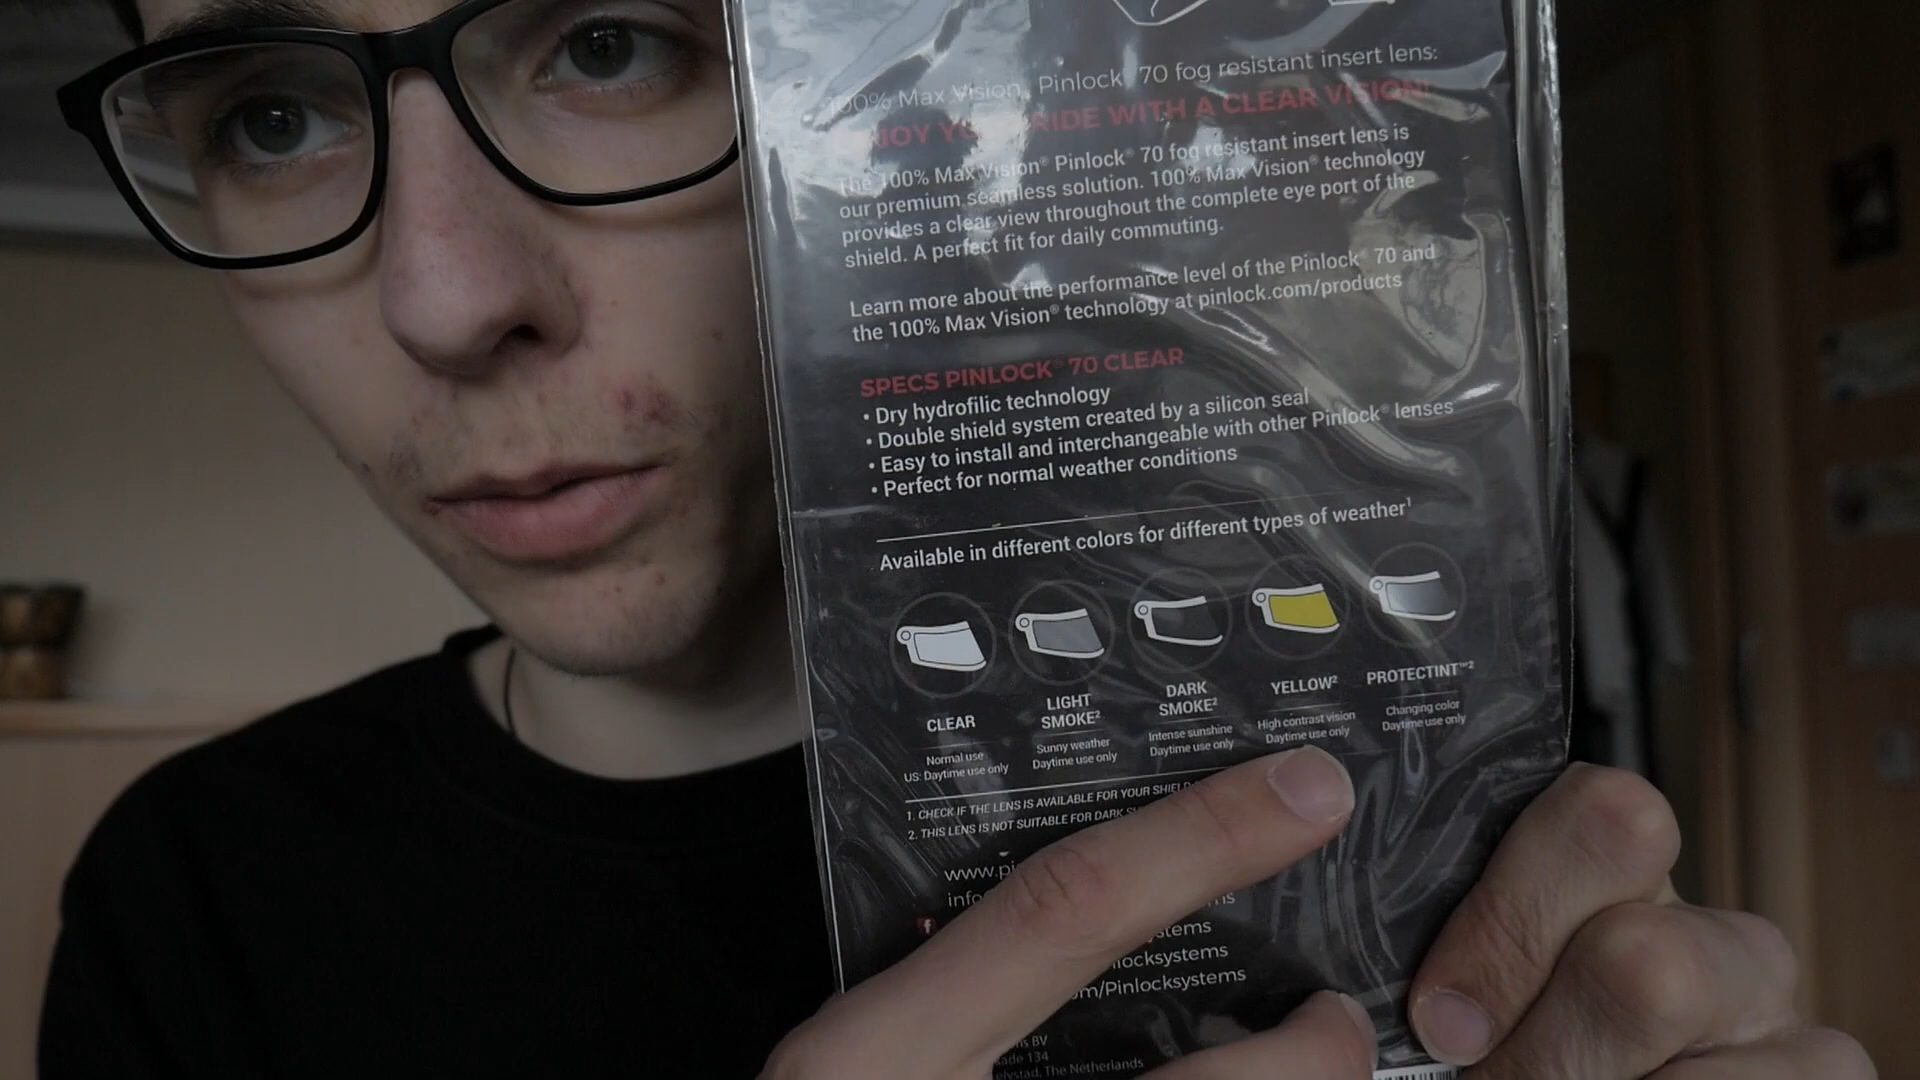 100% Max Vision Pinlock® 70 fog resistant insert lens:
RIDE WITH A CLEAR VISION!
The 100% Max Vision® Pinlock® 70 fog resistant insert lens is
our premium seamless solution. 100% Max Vision® technology
provides a clear view throughout the complete eye port of the
shield. A perfect fit for daily commuting.
Learn more about the performance level of the Pinlock® 70 and
the 100% Max Vision® technology at pinlock.com/products
SPECS PINLOCK® 70 CLEAR
• Dry hydrofilic technology
• Double shield system created by a silicon seal
• Easy to install and interchangeable with other Pinlock® lenses
• Perfect for normal weather conditions
Available in different colors for different types of weather¹
CLEAR
Normal use
US: Daytime use only
LIGHT
SMOKE²
Sunny weather
Daytime use only
DARK
SMOKE²
Intense sunshine
Daytime use only
YELLOW²
High contrast vision
Daytime use only
PROTECTINT™²
Changing color
Daytime use only
1. CHECK IF THE LENS IS AVAILABLE FOR YOUR SHIELD
2. THIS LENS IS NOT SUITABLE FOR DARK
www.pi
info
stems
locksystems
m/Pinlocksystems
BV
ade 134
elystad, The Netherlands